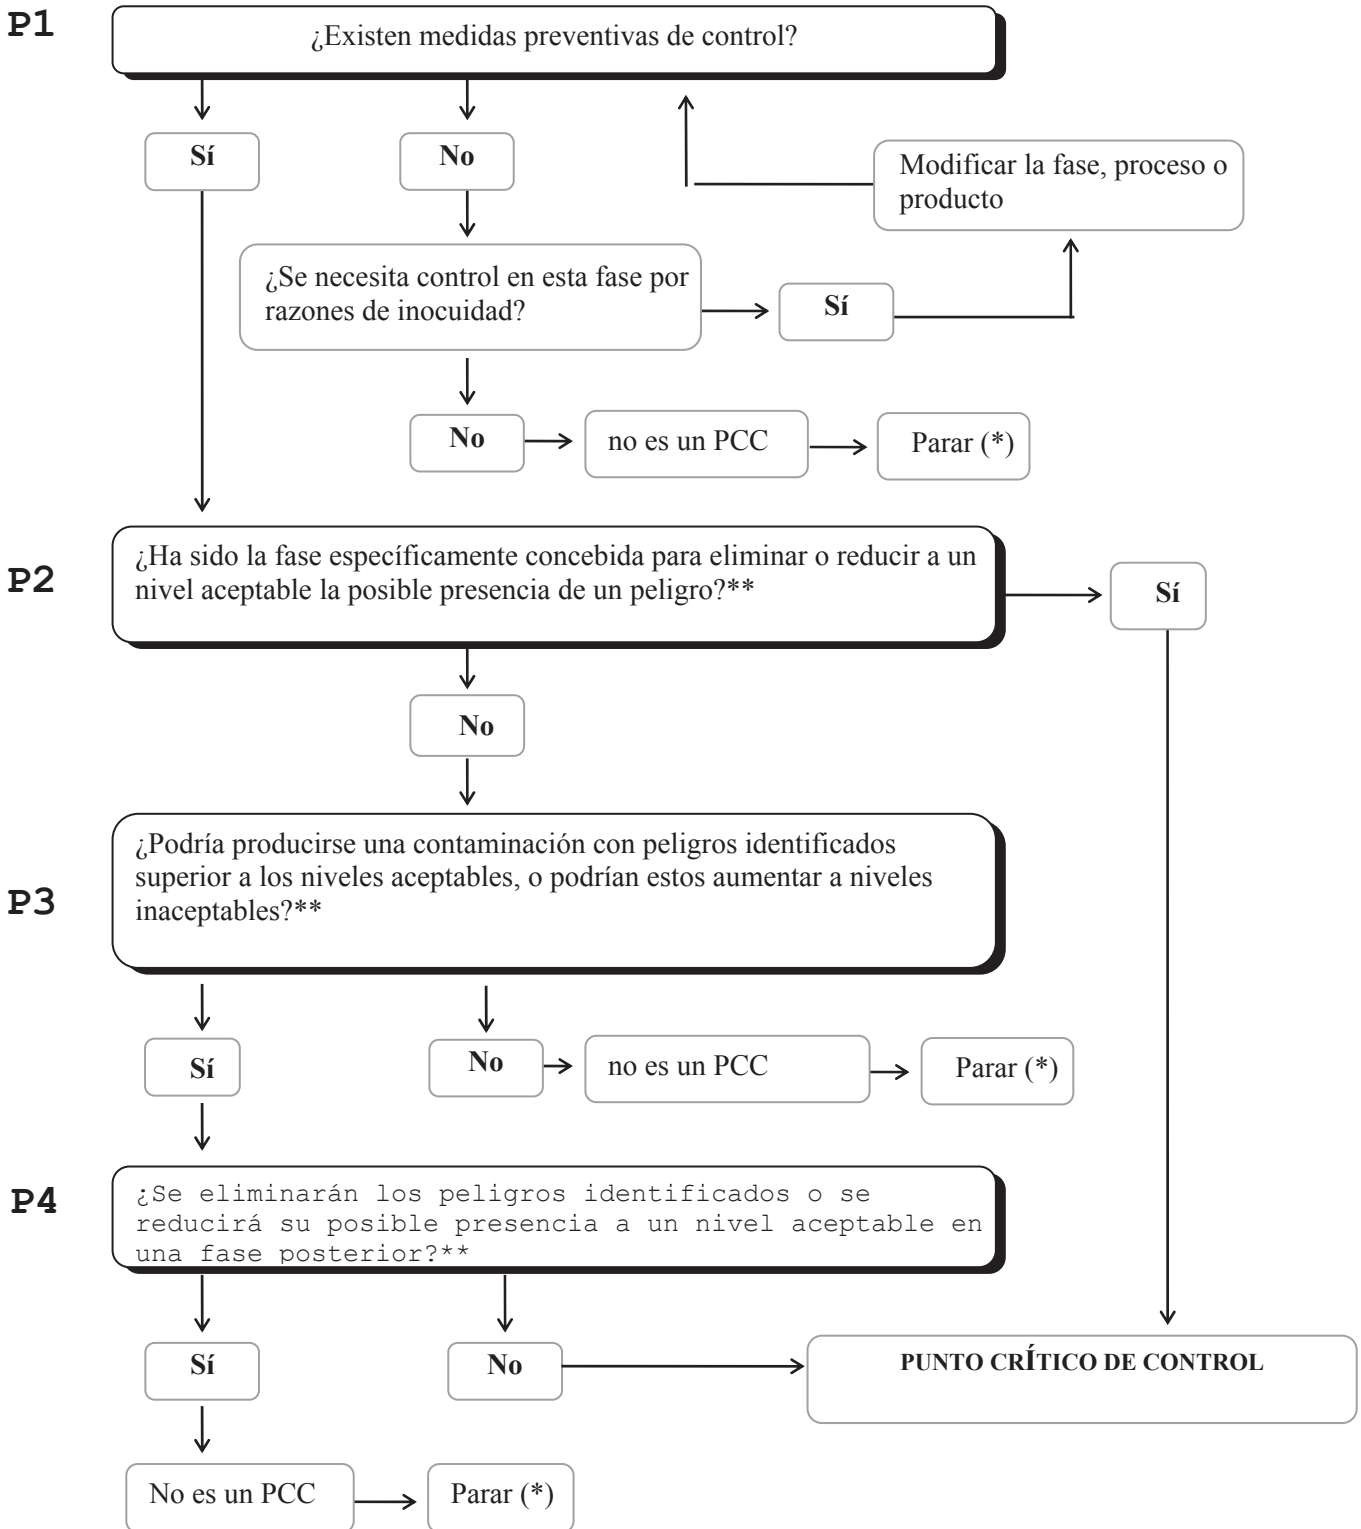 P1
¿Existen medidas preventivas de control?
Sí
No
Modificar la fase, proceso o
producto
¿Se necesita control en esta fase por
razones de inocuidad?
Sí
No
no es un PCC
Parar (*)
P2
¿Ha sido la fase específicamente concebida para eliminar o reducir a un
nivel aceptable la posible presencia de un peligro?**
Sí
No
P3
¿Podría producirse una contaminación con peligros identificados
superior a los niveles aceptables, o podrían estos aumentar a niveles
inaceptables?**
Sí
No
no es un PCC
Parar (*)
P4
¿Se eliminarán los peligros identificados o se
reducirá su posible presencia a un nivel aceptable en
una fase posterior?**
Sí
No
PUNTO CRÍTICO DE CONTROL
No es un PCC
Parar (*)